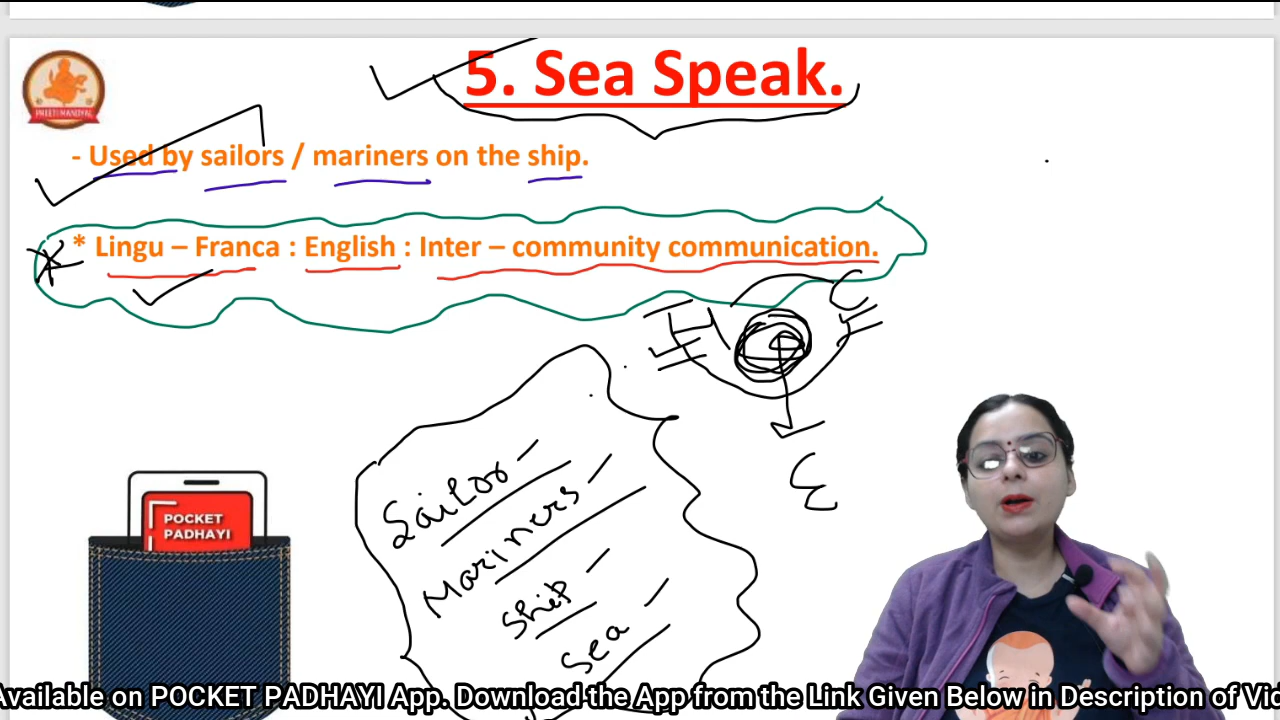 5. Sea Speak.
PREETI MANDYAL
- Used by sailors / mariners on the ship.
* Lingu – Franca : English : Inter – community communication.
H
C
E
Sailor
Mariners
Ship
Sea
POCKET
PADHAYI
Available on POCKET PADHAYI App. Download the App from the Link Given Below in Description of Vid